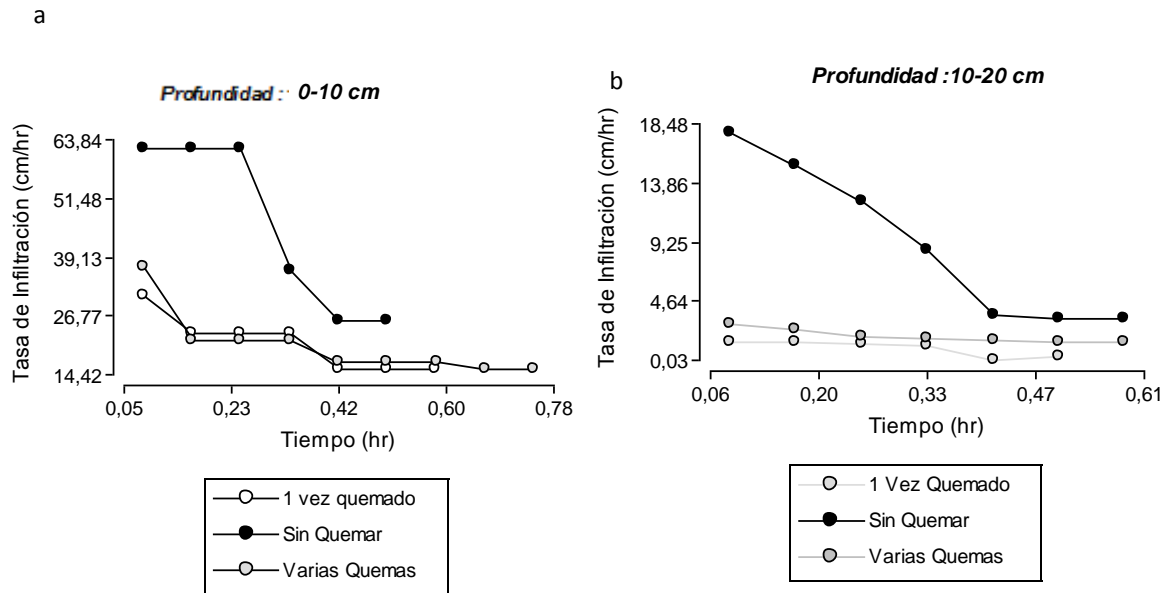 a
Profundidad : 0-10 cm
Tasa de Infiltración (cm/hr)
63,84
51,48
39,13
26,77
14,42
0,05
0,23
0,42
0,60
0,78
Tiempo (hr)
1 vez quemado
Sin Quemar
Varias Quemas
b
Profundidad :10-20 cm
Tasa de Infiltración (cm/hr)
18,48
13,86
9,25
4,64
0,03
0,06
0,20
0,33
0,47
0,61
Tiempo (hr)
1 Vez Quemado
Sin Quemar
Varias Quemas